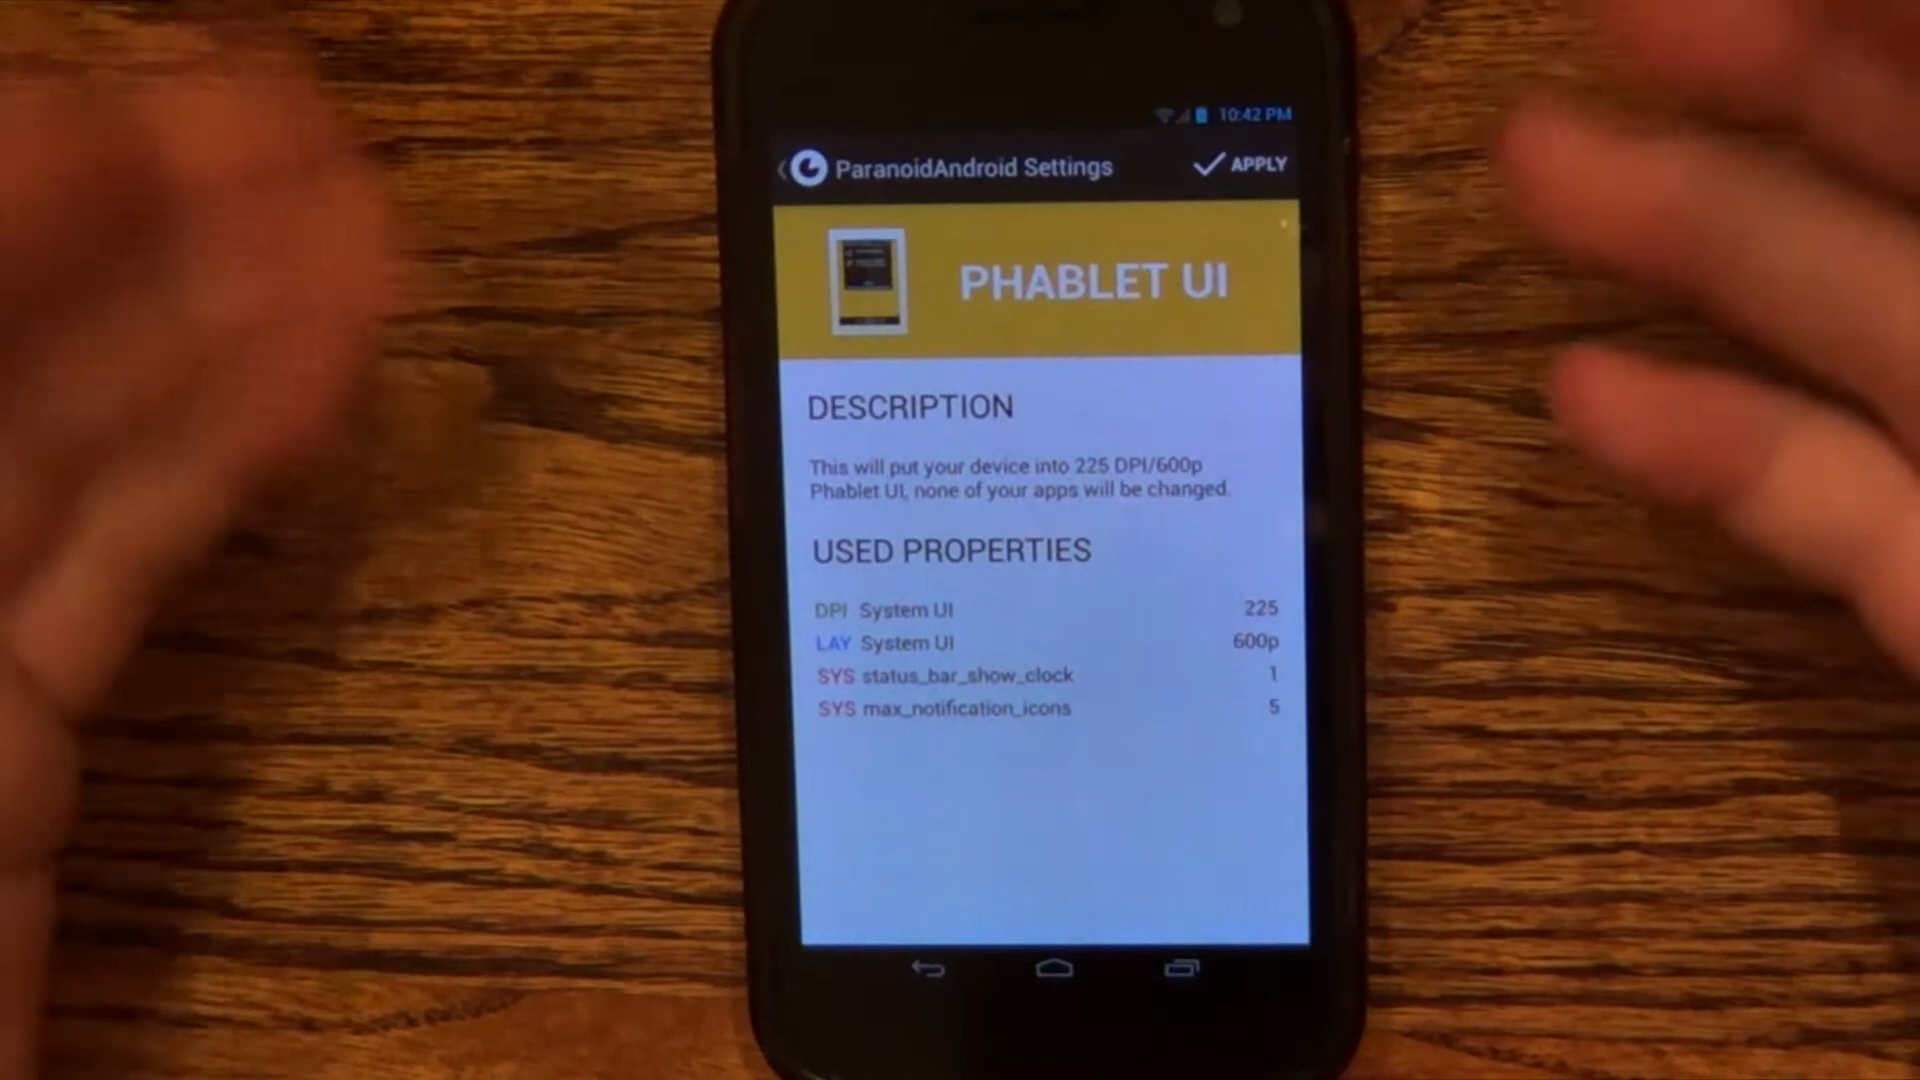 10:42 PM
ParanoidAndroid Settings
APPLY
PHABLET UI
DESCRIPTION
This will put your device into 225 DPI/600p
Phablet UI, none of your apps will be changed.
USED PROPERTIES
DPI System UI 225
LAY System UI 600p
SYS status_bar_show_clock 1
SYS max_notification_icons 5